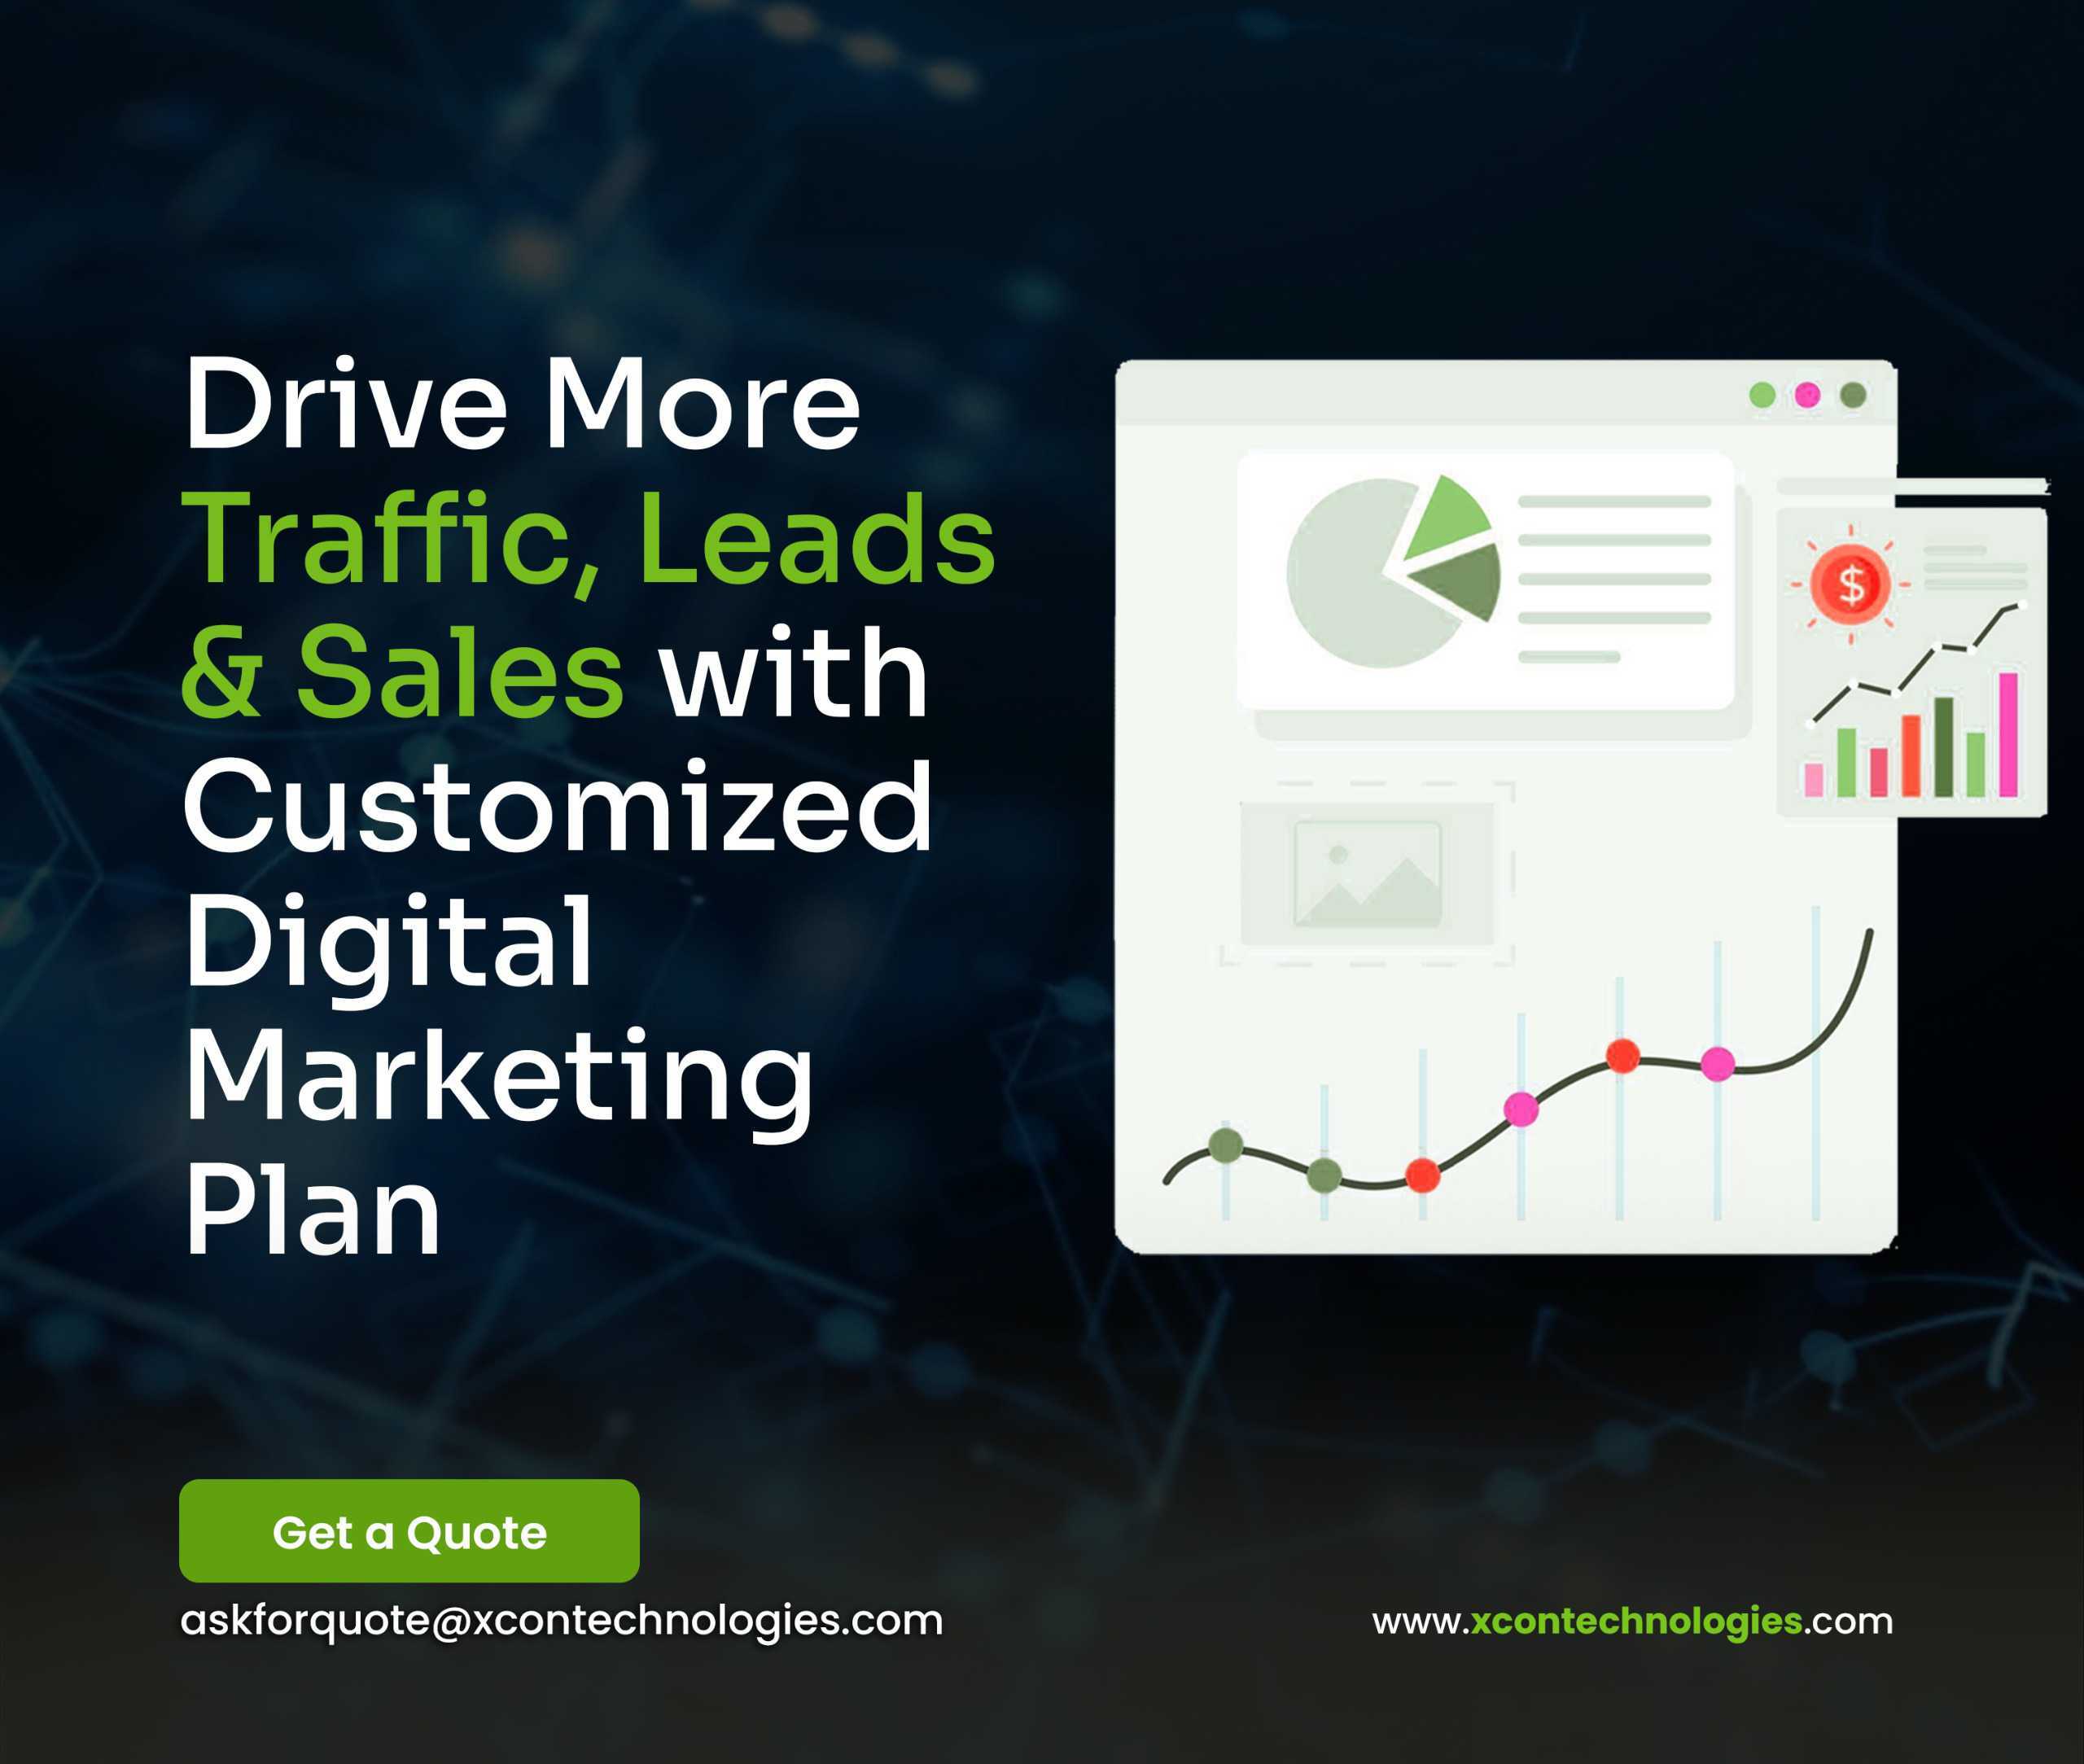 Drive More
Traffic, Leads
& Sales with
Customized
Digital
Marketing
Plan
$
Get a Quote
askforquote@xcontechnologies.com
www.xcontechnologies.com